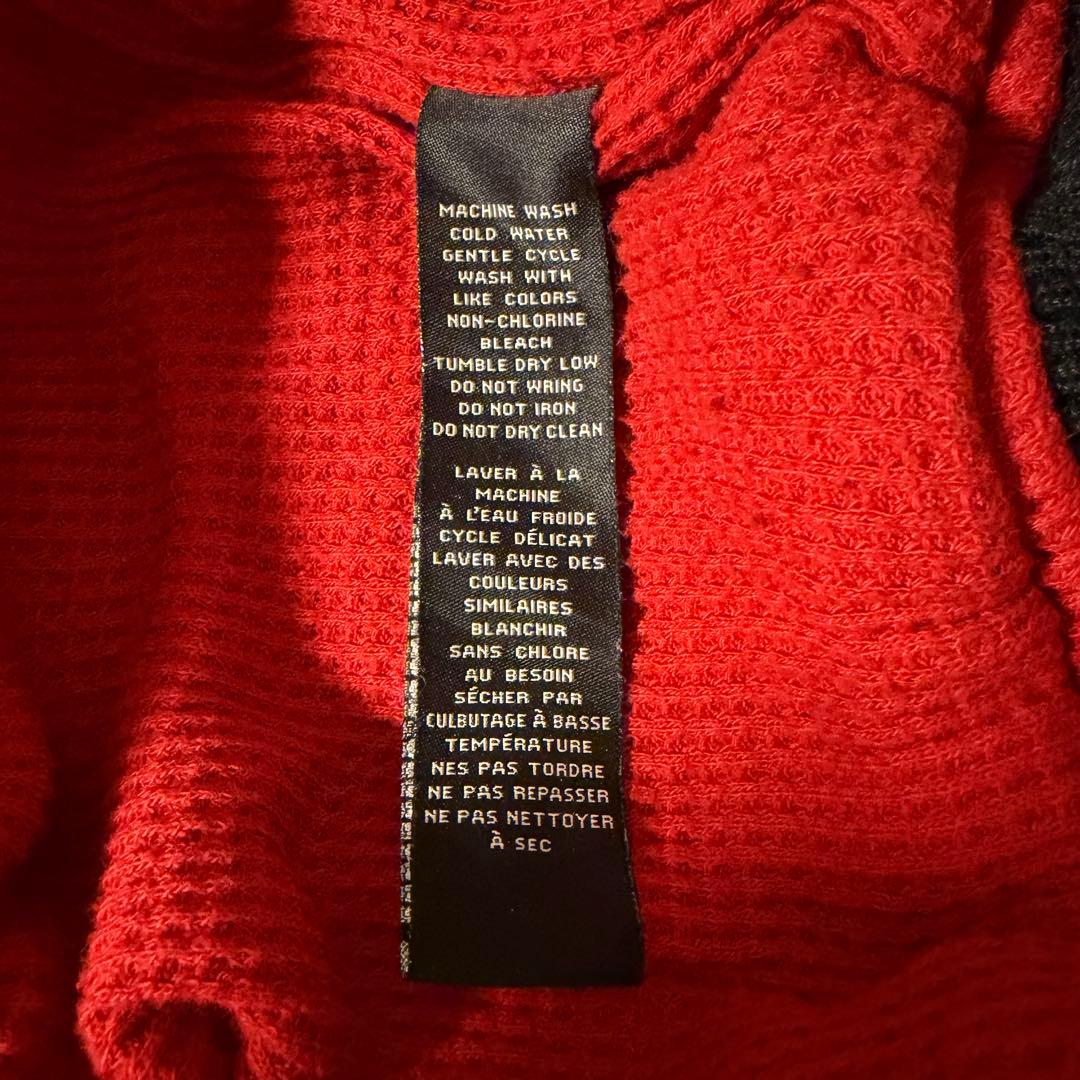 MACHINE WASH
COLD WATER
GENTLE CYCLE
WASH WITH
LIKE COLORS
NON-CHLORINE
BLEACH
TUMBLE DRY LOW
DO NOT WRING
DO NOT IRON
DO NOT DRY CLEAN
LAVER À LA
MACHINE
À L'EAU FROIDE
CYCLE DÉLICAT
LAVER AVEC DES
COULEURS
SIMILAIRES
BLANCHIR
SANS CHLORE
AU BESOIN
SÉCHER PAR
CULBUTAGE À BASSE
TEMPÉRATURE
NES PAS TORDRE
NE PAS REPASSER
NE PAS NETTOYER
À SEC